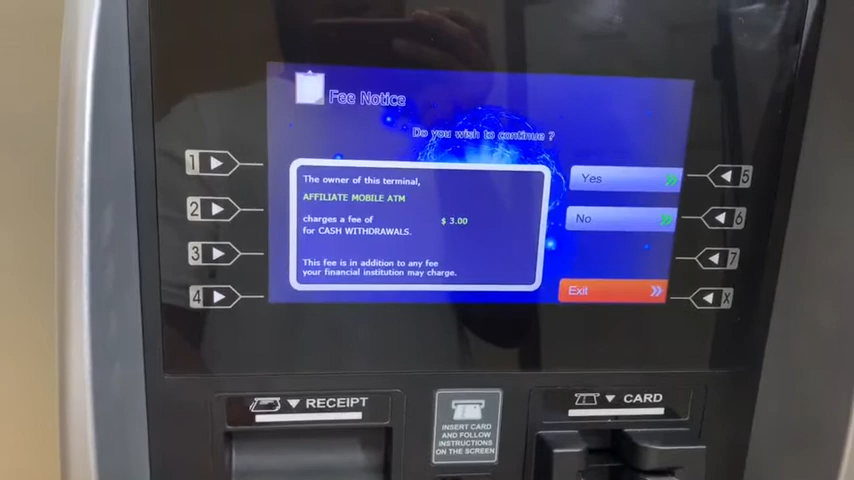 Fee Notice
Do you wish to continue ?
1
The owner of this terminal,
AFFILIATE MOBILE ATM
charges a fee of $ 3.00
for CASH WITHDRAWALS.
This fee is in addition to any fee
your financial institution may charge.
Yes
5
2
No
6
3
7
4
Exit
X
RECEIPT
INSERT CARD
AND FOLLOW
INSTRUCTIONS
ON THE SCREEN
CARD